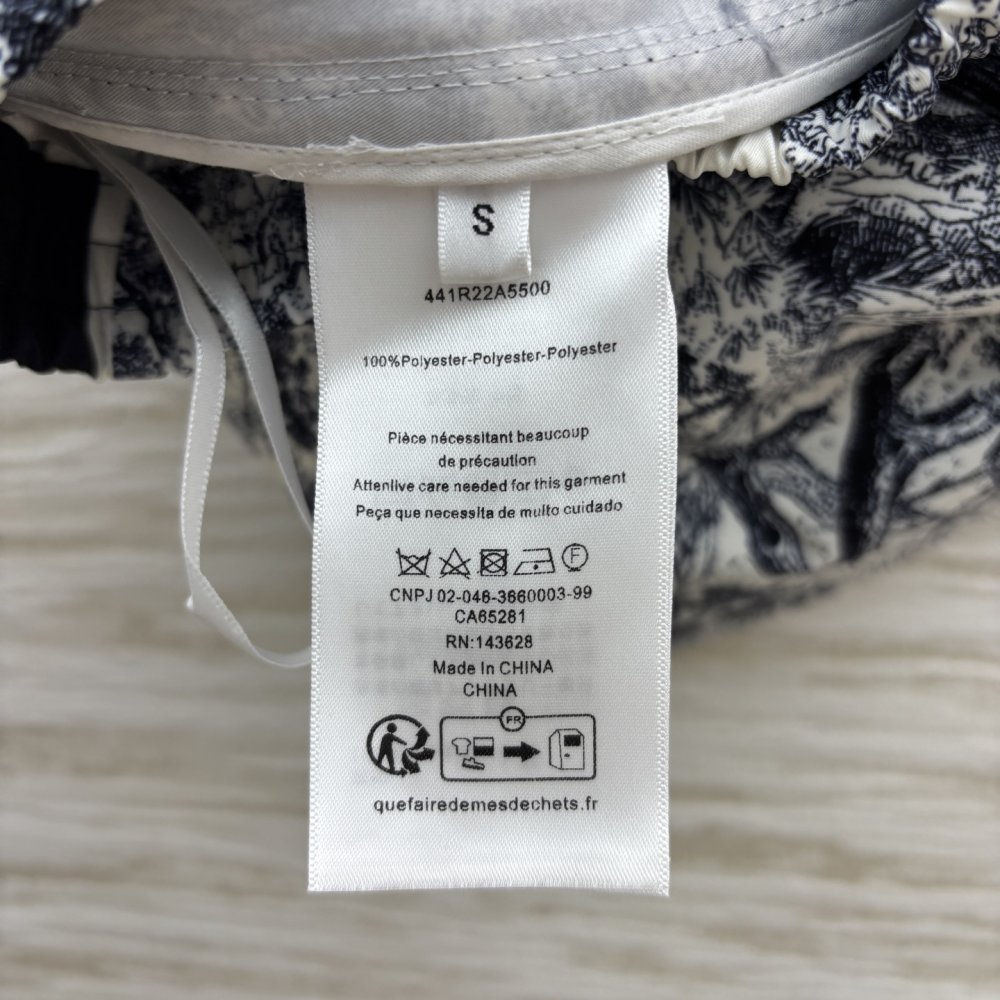 S
441R22A5500
100%Polyester-Polyester-Polyester
Pièce nécessitant beaucoup
de précaution
Attenlive care needed for this garment
Peça que necessita de muito cuidado
F
CNPJ 02-046-3660003-99
CA65281
RN:143628
Made In CHINA
CHINA
FR
quefairedemesdechets.fr